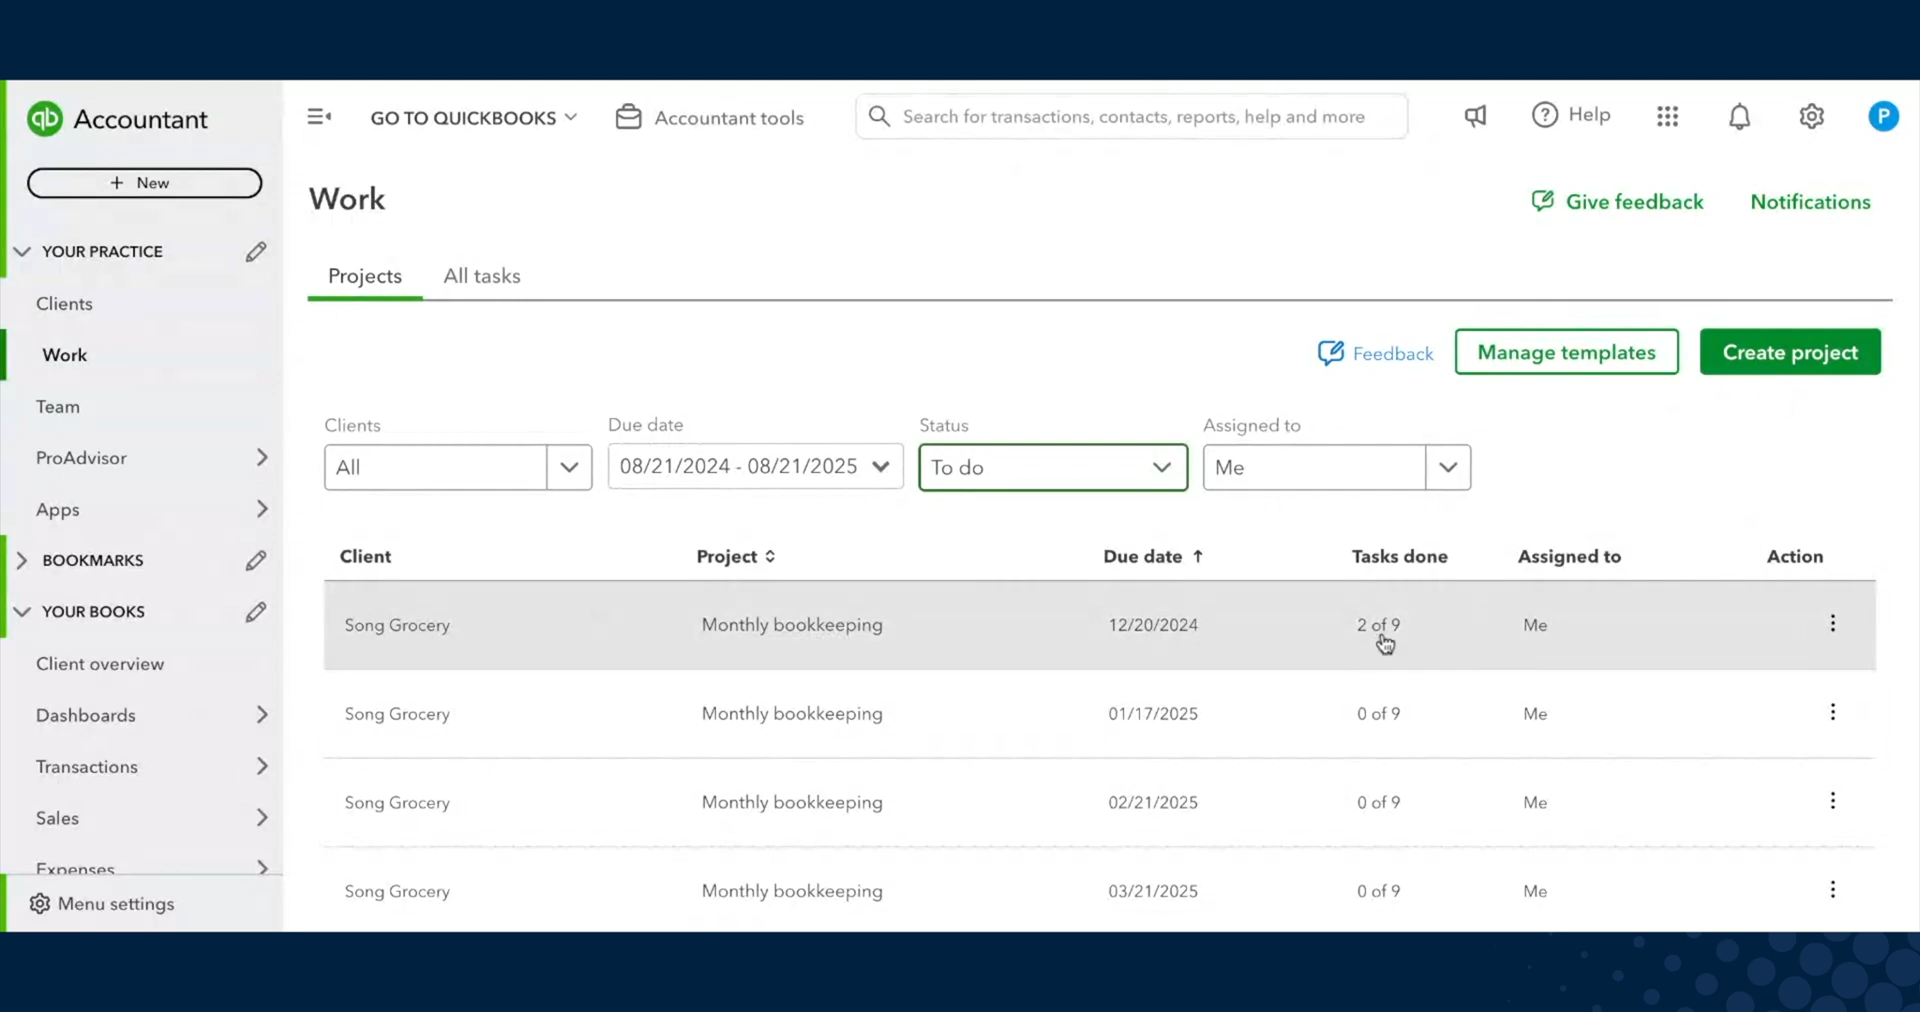 qb Accountant
GO TO QUICKBOOKS
Accountant tools
Search for transactions, contacts, reports, help and more
? Help
P
+ New
Work
Give feedback
Notifications
YOUR PRACTICE
Projects
All tasks
Clients
Work
Team
ProAdvisor
Apps
BOOKMARKS
YOUR BOOKS
Client overview
Dashboards
Transactions
Sales
Expenses
Menu settings
Feedback
Manage templates
Create project
Clients
Due date
Status
Assigned to
All
08/21/2024 - 08/21/2025
To do
Me
Client Project Due date Tasks done Assigned to Action
Song Grocery Monthly bookkeeping 12/20/2024 2 of 9 Me
Song Grocery Monthly bookkeeping 01/17/2025 0 of 9 Me
Song Grocery Monthly bookkeeping 02/21/2025 0 of 9 Me
Song Grocery Monthly bookkeeping 03/21/2025 0 of 9 Me